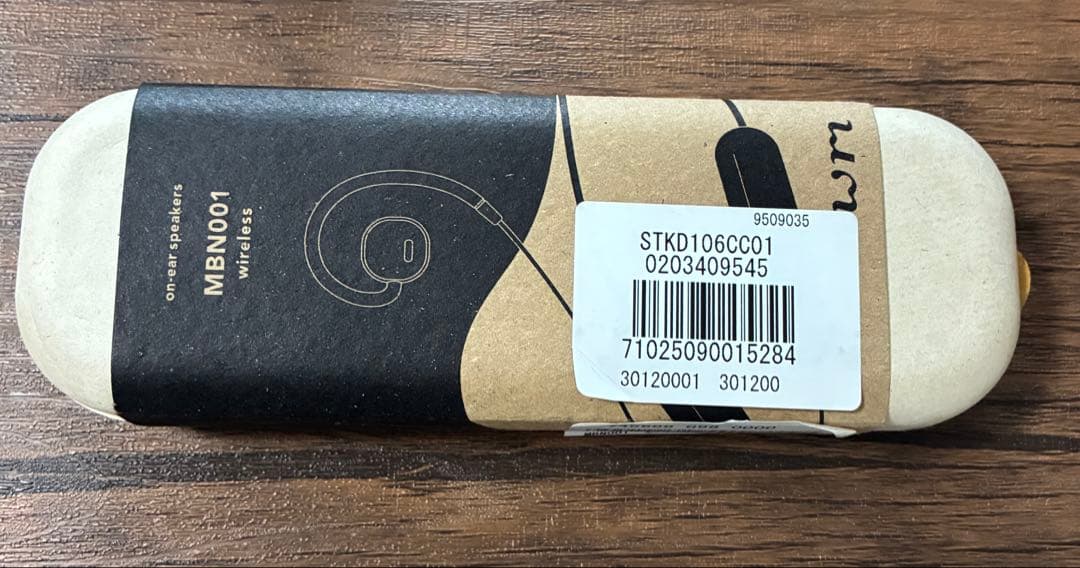 on-ear speakers
MBN001
wireless
9509035
STKD106CC01
0203409545
71025090015284
30120001 301200